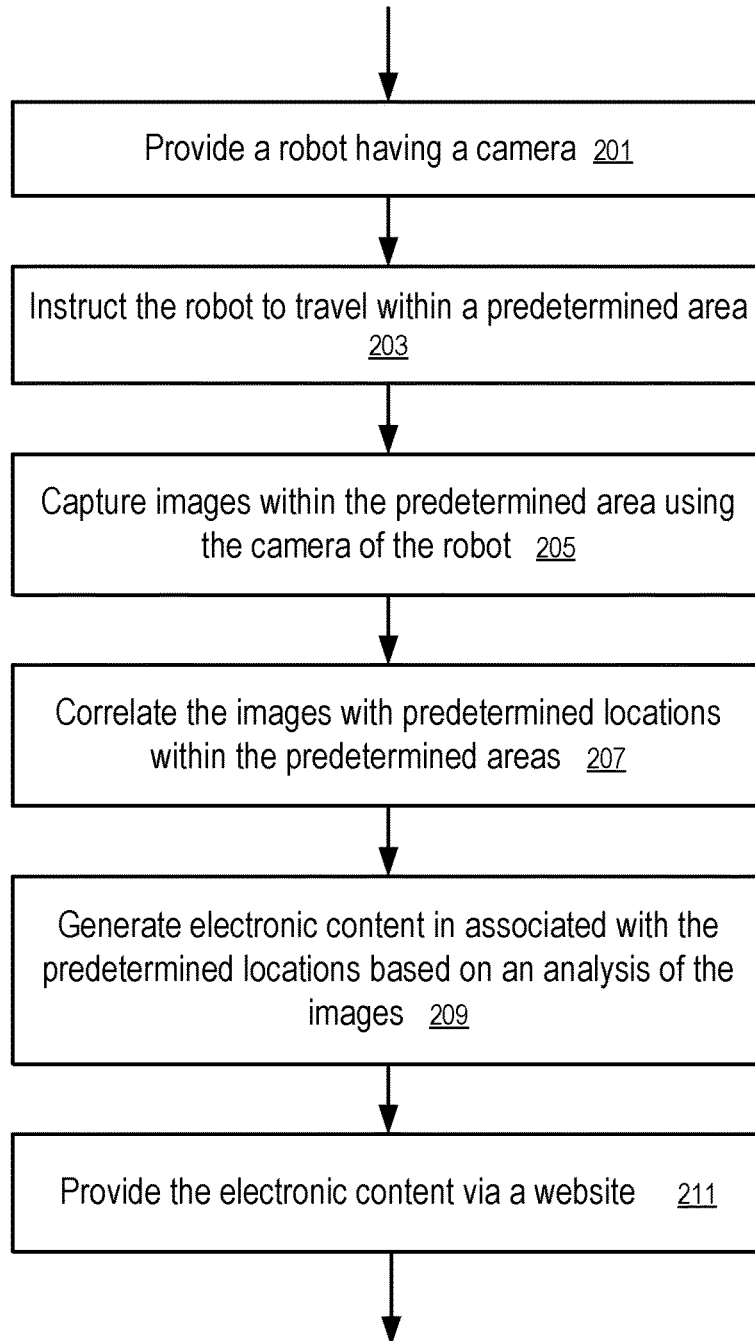 Provide a robot having a camera 201
Instruct the robot to travel within a predetermined area
203
Capture images within the predetermined area using
the camera of the robot 205
Correlate the images with predetermined locations
within the predetermined areas 207
Generate electronic content in associated with the
predetermined locations based on an analysis of the
images 209
Provide the electronic content via a website 211